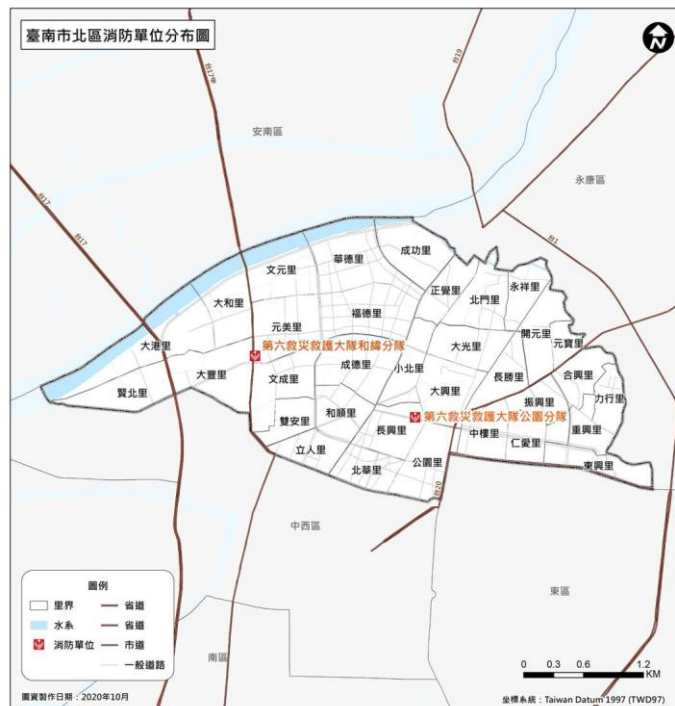 臺南市北區消防單位分布圖
N
台19
台17甲
安南區
永康區
台17
台17
台1
成功里
華德里
文元里
正覺里
永祥里
北門里
大和里
福德里
元美里
開元里
元寶里
大港里
大光里
第六救災救護大隊和緯分隊
成德里
小北里
大豐里
文成里
長勝里
合興里
賢北里
大興里
力行里
振興里
雙安里
和順里
第六救災救護大隊公園分隊
長興里
中樓里
重興里
仁愛里
立人里
北華里
公園里
東興里
台20
中西區
東區
南區
圖例
里界
省道
水系
省道
消防單位
市道
一般道路
0 0.3 0.6 1.2
KM
圖資製作日期：2020年10月
坐標系統：Taiwan Datum 1997 (TWD97)